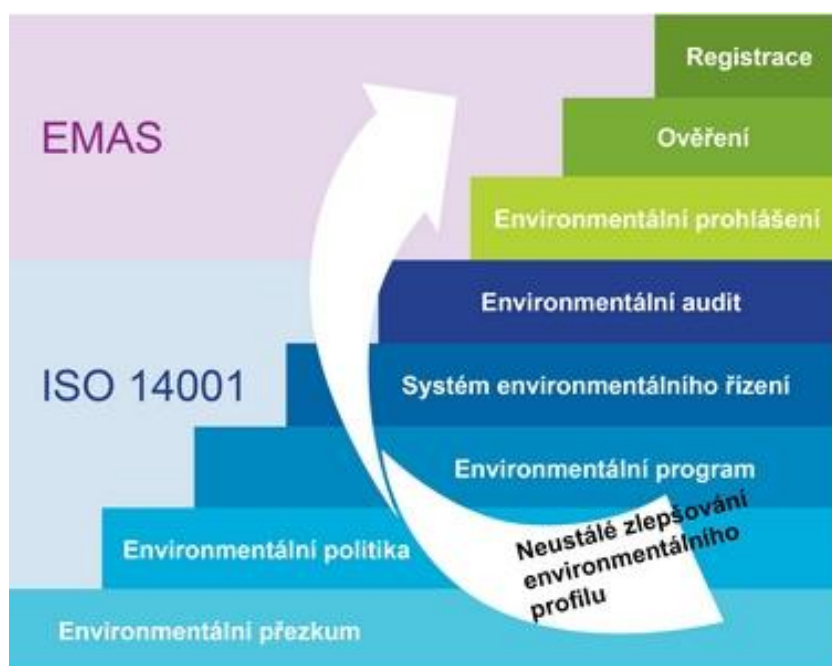 Registrace
EMAS
Ověření
Environmentální prohlášení
Environmentální audit
ISO 14001
Systém environmentálního řízení
Environmentální program
Neustálé zlepšování
environmentálního
profilu
Environmentální politika
Environmentální přezkum